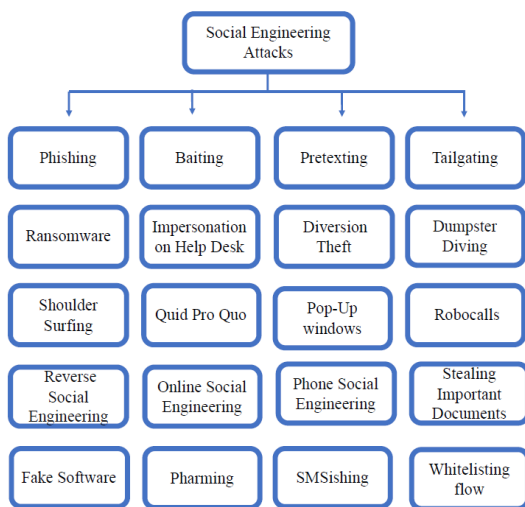 Social Engineering
Attacks
Phishing
Baiting
Pretexting
Tailgating
Ransomware
Impersonation
on Help Desk
Diversion
Theft
Dumpster
Diving
Shoulder
Surfing
Quid Pro Quo
Pop-Up
windows
Robocalls
Reverse
Social
Engineering
Online Social
Engineering
Phone Social
Engineering
Stealing
Important
Documents
Fake Software
Pharming
SMSishing
Whitelisting
flow